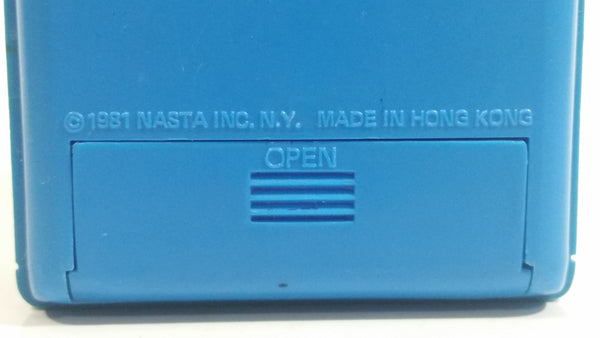 ©1981 NASTA INC. N.Y. MADE IN HONG KONG
OPEN